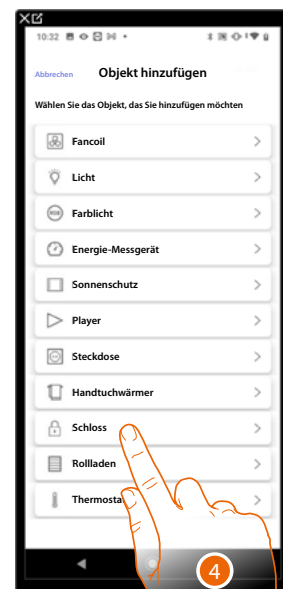 10:32
Abbrechen Objekt hinzufügen
Wählen Sie das Objekt, das Sie hinzufügen möchten
Fancoil
Licht
RGB Farblicht
Energie-Messgerät
Sonnenschutz
Player
Steckdose
Handtuchwärmer
Schloss
Rollladen
Thermosta
4